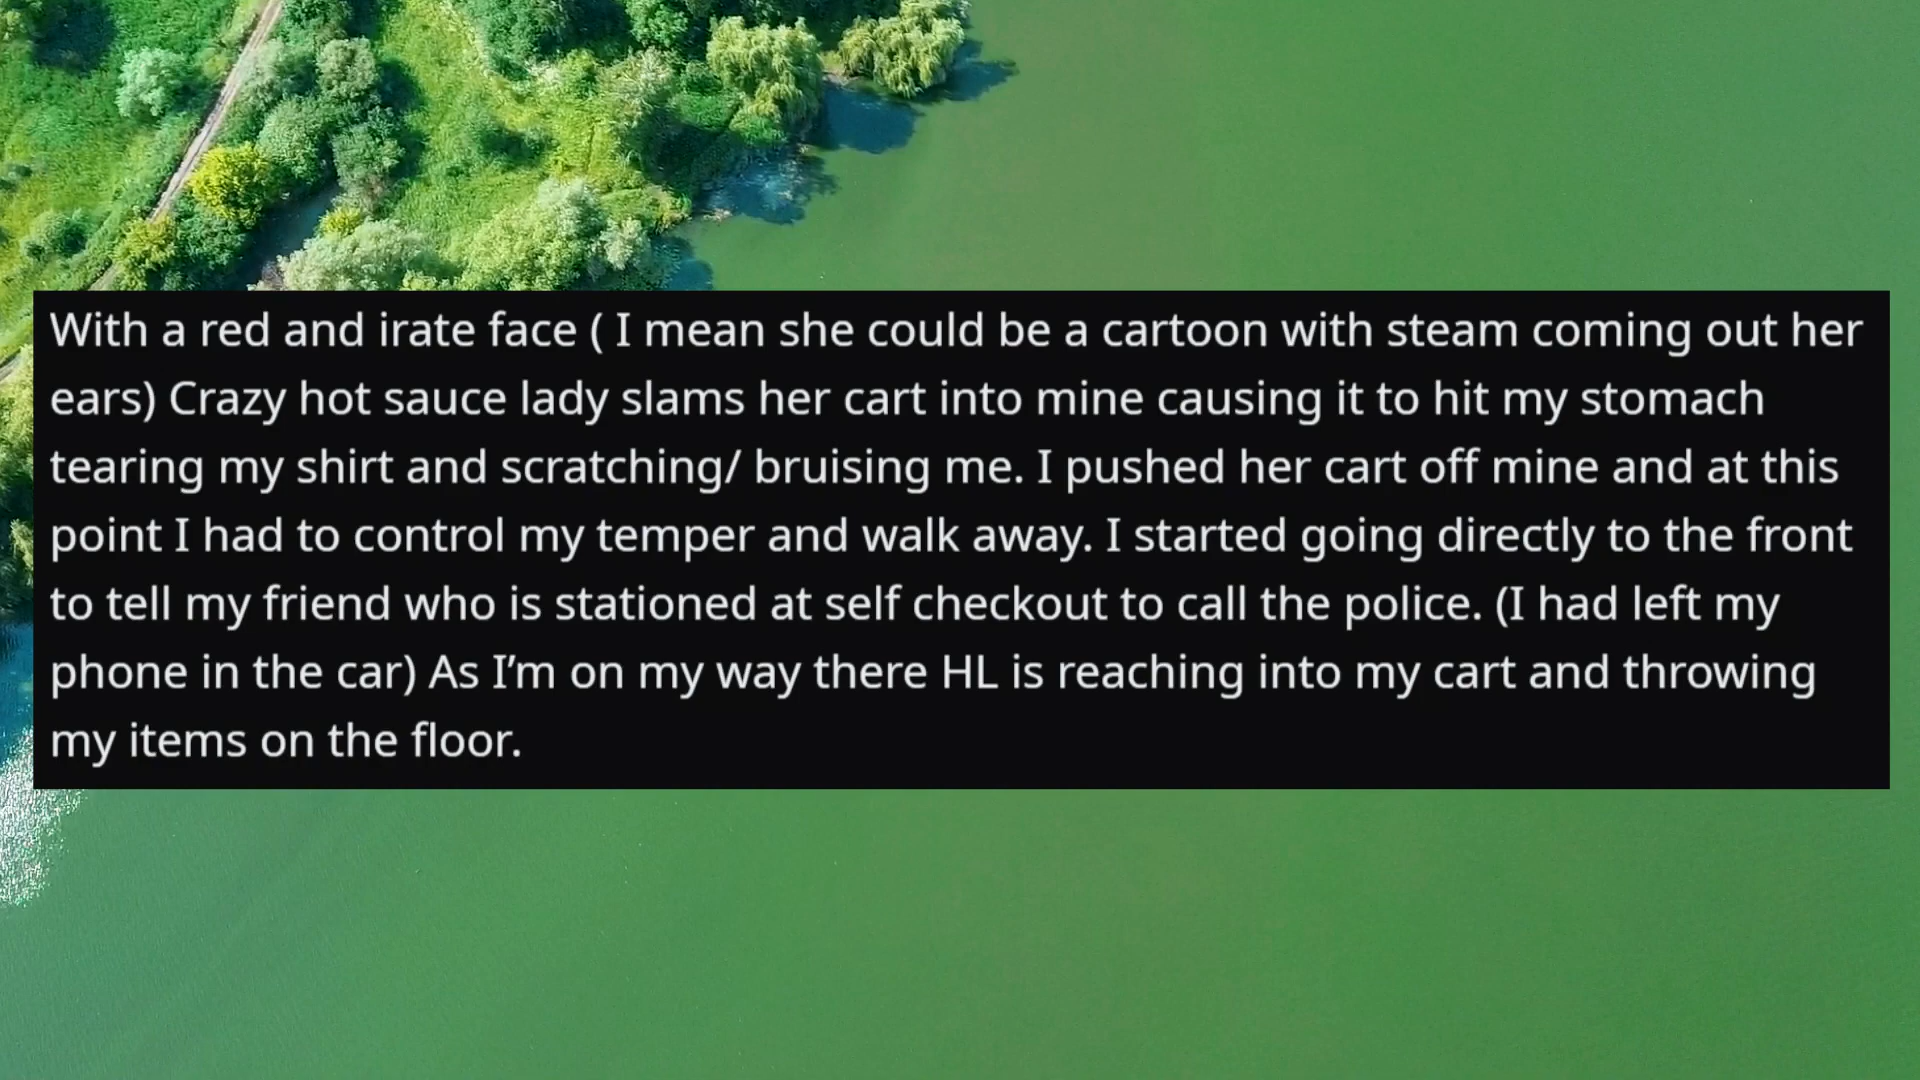 With a red and irate face ( I mean she could be a cartoon with steam coming out her
ears) Crazy hot sauce lady slams her cart into mine causing it to hit my stomach
tearing my shirt and scratching/ bruising me. I pushed her cart off mine and at this
point I had to control my temper and walk away. I started going directly to the front
to tell my friend who is stationed at self checkout to call the police. (I had left my
phone in the car) As I’m on my way there HL is reaching into my cart and throwing
my items on the floor.